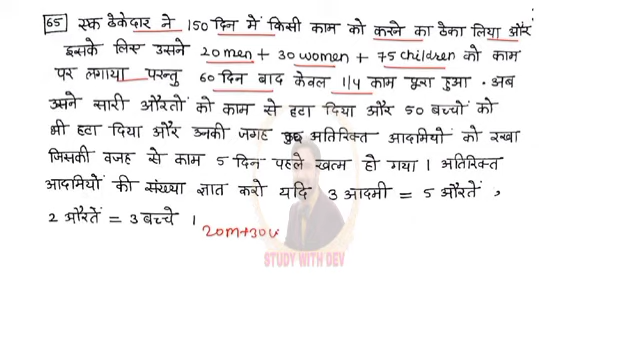 65 एक ठेकेदार ने 150 दिन में किसी काम को करने का ठेका लिया और
इसके लिए उसने 20 men + 30 women + 75 children को काम
पर लगाया परन्तु 60 दिन बाद केवल 1/4 काम पूरा हुआ . अब
उसने सारी औरतों को काम से हटा दिया और 50 बच्चों को
भी हटा दिया और उनकी जगह कुछ अतिरिक्त आदमियों को रखा
जिसकी वजह से काम 5 दिन पहले खत्म हो गया । अतिरिक्त
आदमियों की संख्या ज्ञात करो यदि 3 आदमी = 5 औरतें ,
2 औरतें = 3 बच्चे ।
20M+30W
STUDY WITH DEV